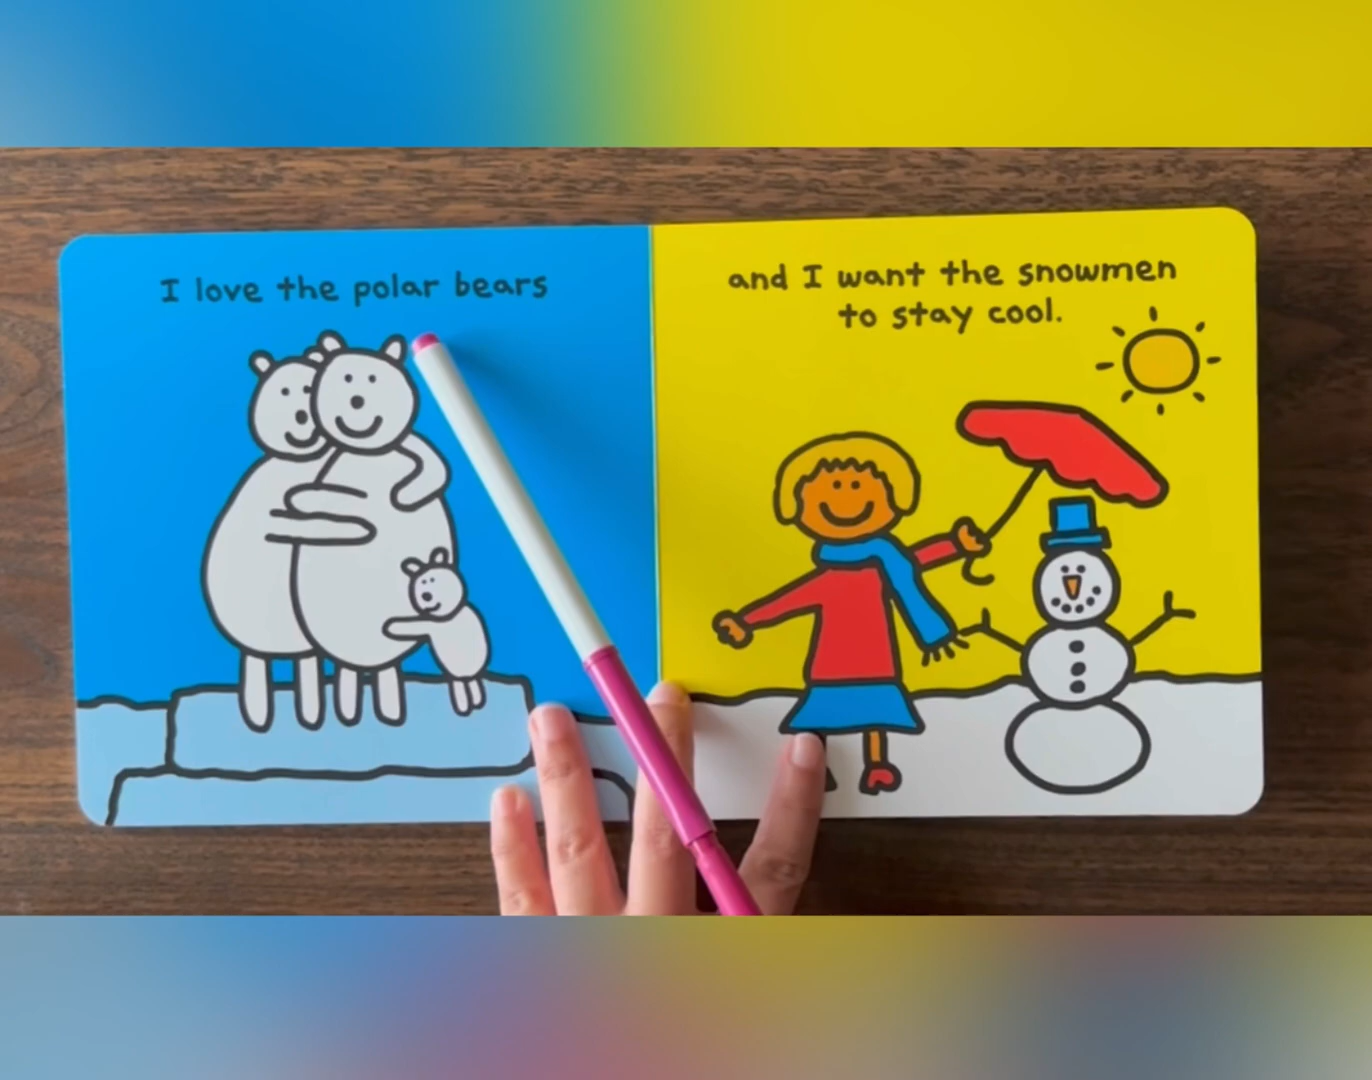 I love the polar bears
and I want the snowmen
to stay cool.